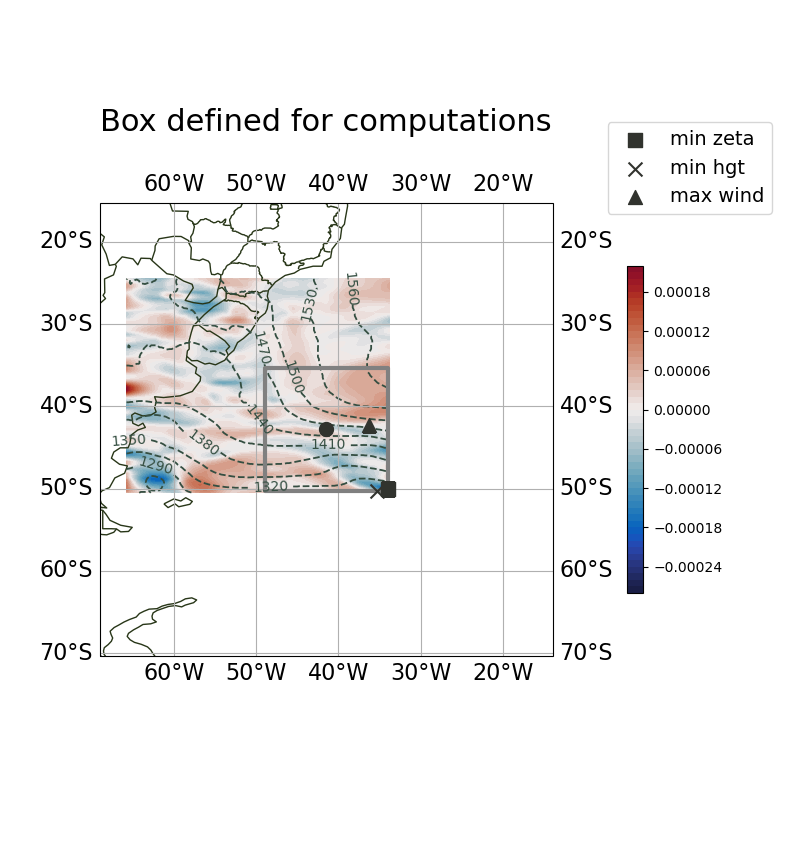 Box defined for computations
min zeta
min hgt
max wind
60°W 50°W 40°W 30°W 20°W
20°S 20°S
30°S 30°S
40°S 40°S
50°S 50°S
60°S 60°S
70°S 70°S
60°W 50°W 40°W 30°W 20°W
1560
1530
1470
1500
1440
1350
1380
1410
1290
1320
0.00018
0.00012
0.00006
0.00000
−0.00006
−0.00012
−0.00018
−0.00024